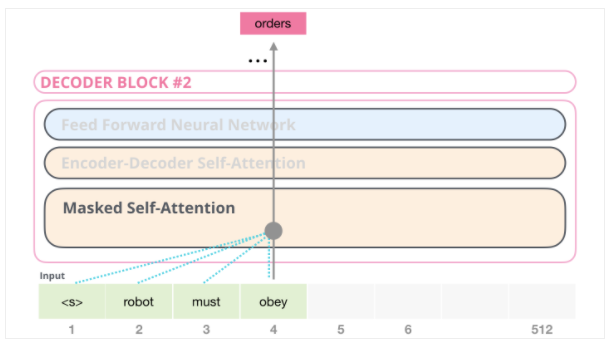 orders
...
DECODER BLOCK #2
Feed Forward Neural Network
Encoder-Decoder Self-Attention
Masked Self-Attention
Input
<s> robot must obey
1 2 3 4 5 6 512